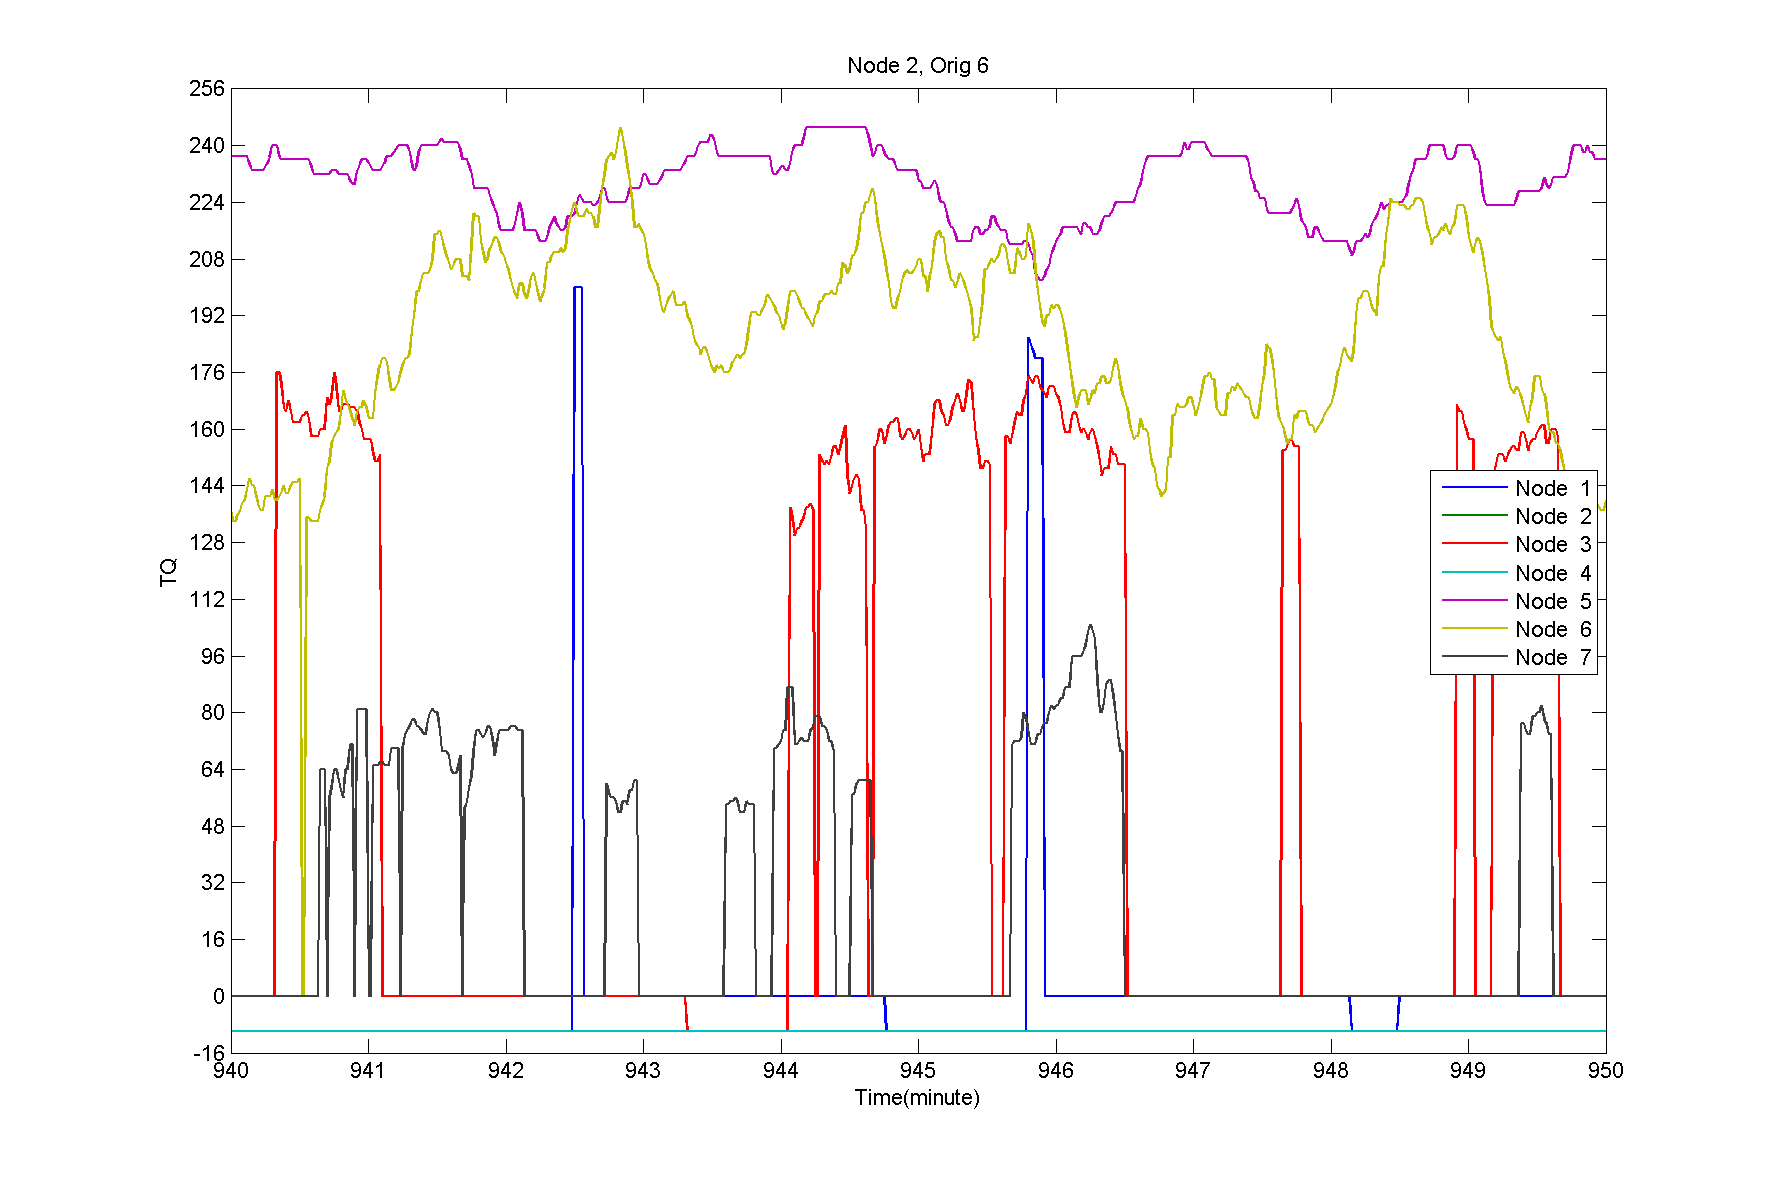 Node 2, Orig 6
256
240
224
208
192
176
160
144
128
112
96
80
64
48
32
16
0
-16
TQ
940 941 942 943 944 945 946 947 948 949 950
Time(minute)
Node 1
Node 2
Node 3
Node 4
Node 5
Node 6
Node 7